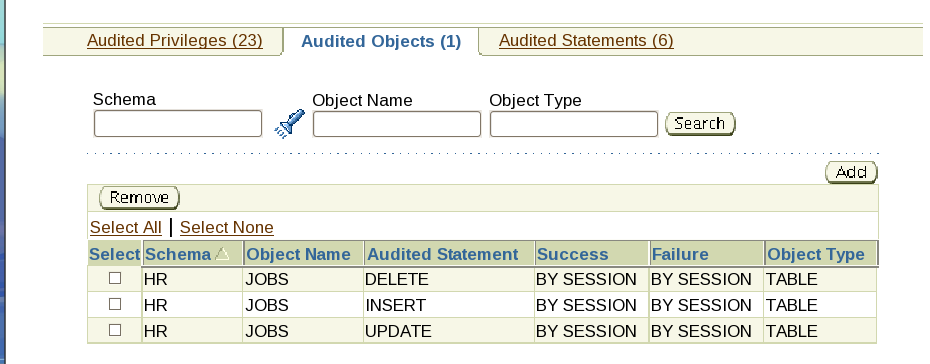 Audited Privileges (23) Audited Objects (1) Audited Statements (6)
Schema Object Name Object Type
Search
Add
Remove
Select All | Select None
Select Schema Object Name Audited Statement Success Failure Object Type
HR JOBS DELETE BY SESSION BY SESSION TABLE
HR JOBS INSERT BY SESSION BY SESSION TABLE
HR JOBS UPDATE BY SESSION BY SESSION TABLE